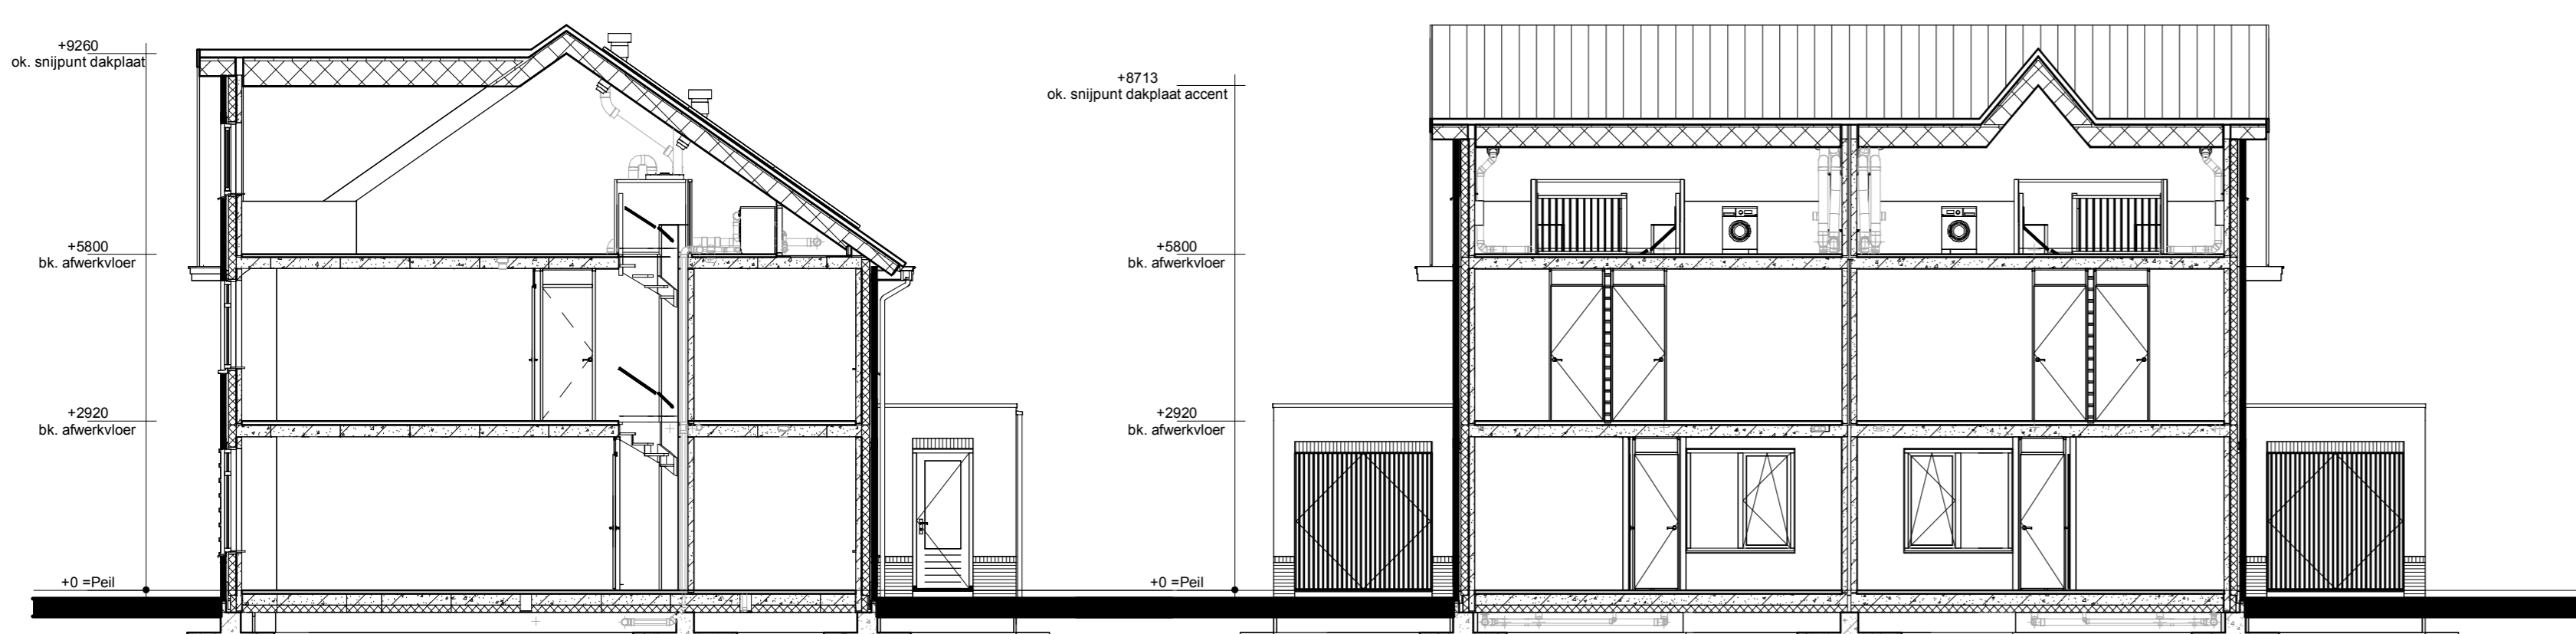 +9260
ok. snijpunt dakplaat
+5800
bk. afwerkvloer
+2920
bk. afwerkvloer
+0 =Peil
+8713
ok. snijpunt dakplaat accent
+5800
bk. afwerkvloer
+2920
bk. afwerkvloer
+0 =Peil